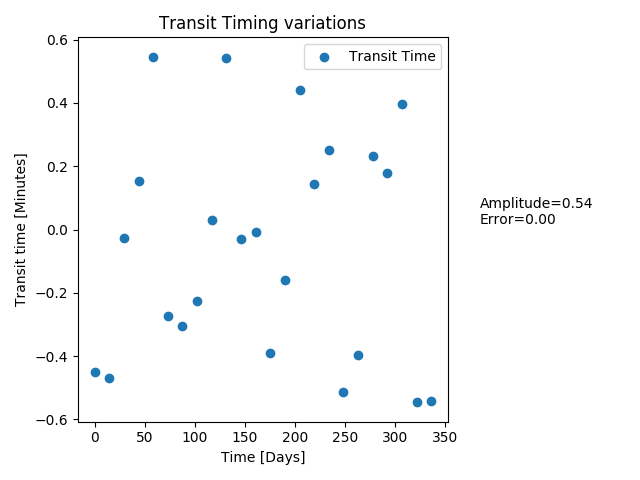 Transit Timing variations
Transit Time
0.6
0.4
0.2
0.0
−0.2
−0.4
−0.6
Transit time [Minutes]
0
50
100
150
200
250
300
350
Time [Days]
Amplitude=0.54
Error=0.00